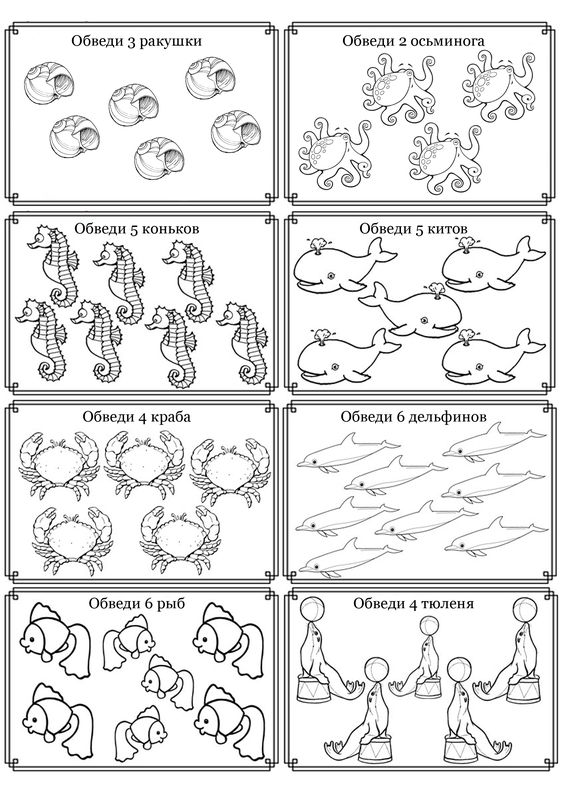 Обведи 3 ракушки
Обведи 2 осьминога
Обведи 5 коньков
Обведи 5 китов
Обведи 4 краба
Обведи 6 дельфинов
Обведи 6 рыб
Обведи 4 тюленя